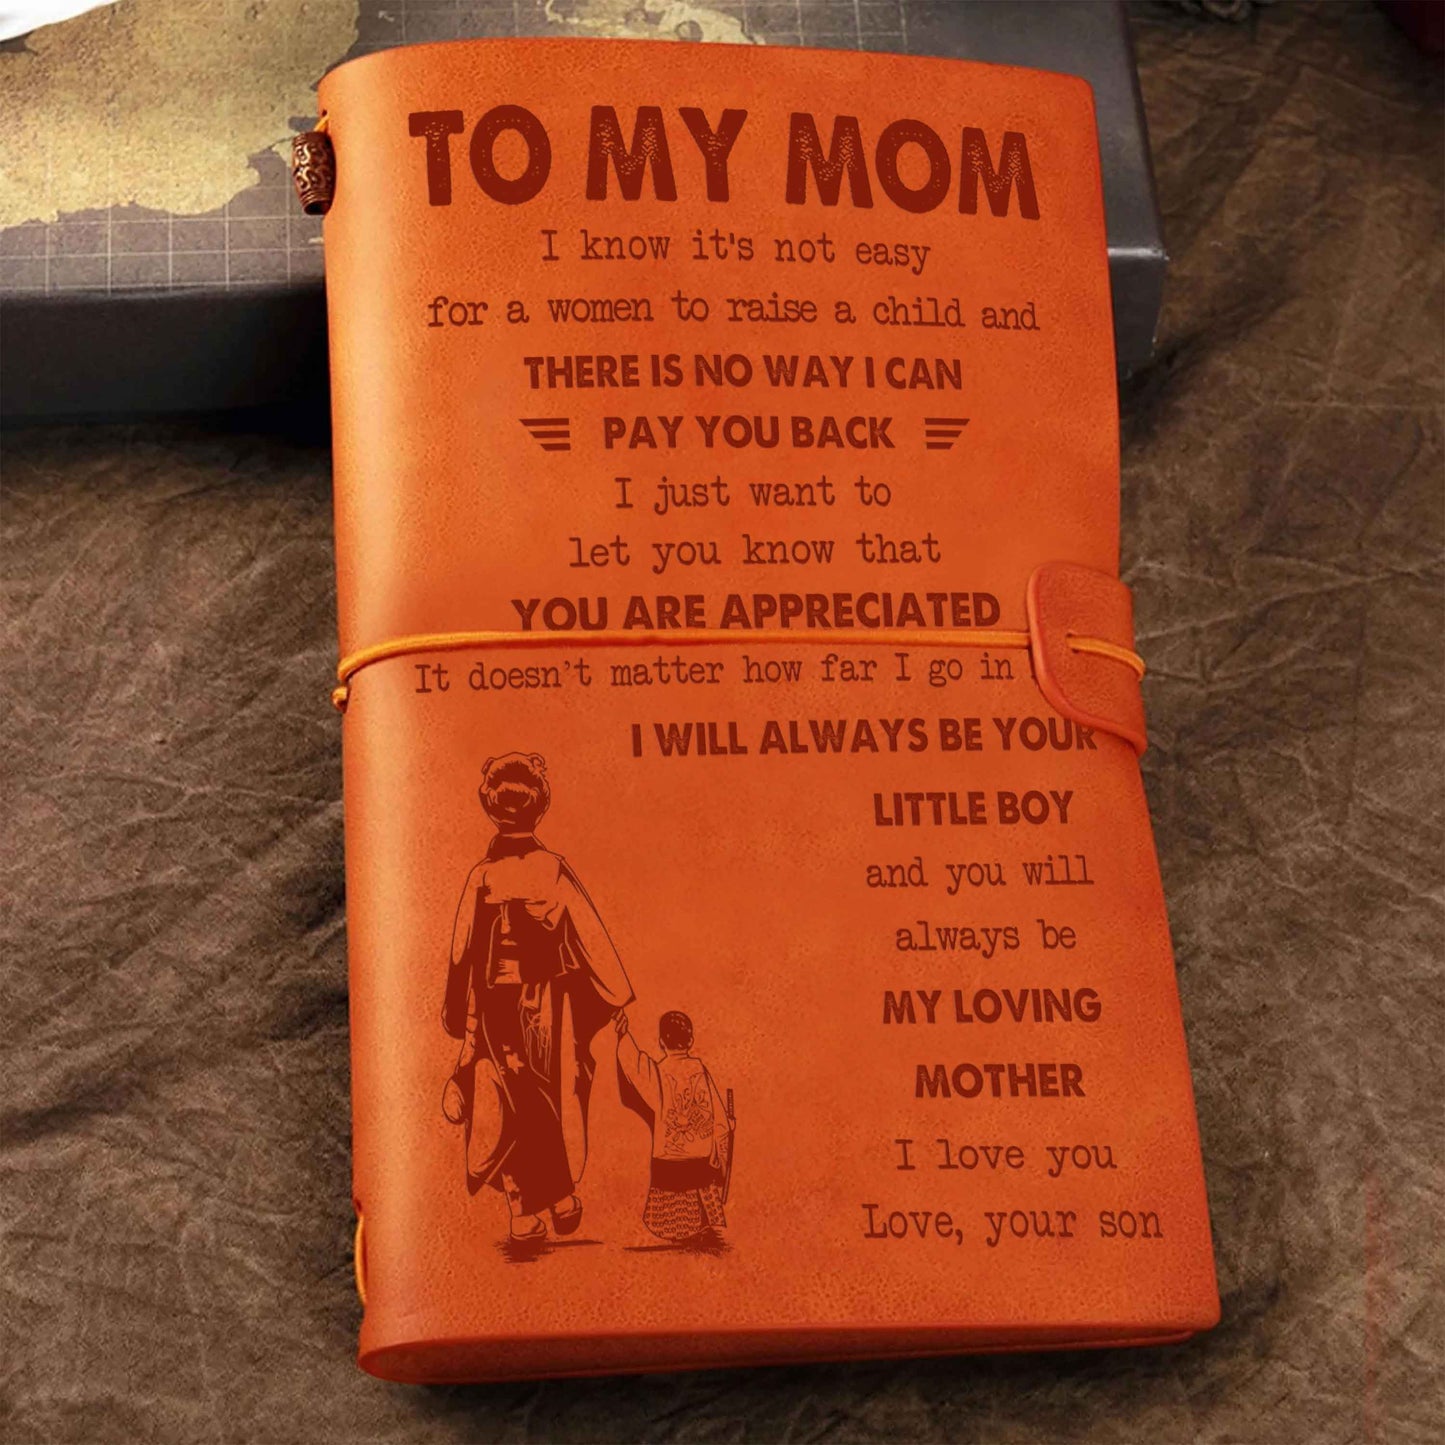 TO MY MOM
I know it's not easy
for a women to raise a child and
THERE IS NO WAY I CAN
PAY YOU BACK
I just want to
let you know that
YOU ARE APPRECIATED
It doesn't matter how far I go in
I WILL ALWAYS BE YOUR
LITTLE BOY
and you will
always be
MY LOVING
MOTHER
I love you
Love, your son